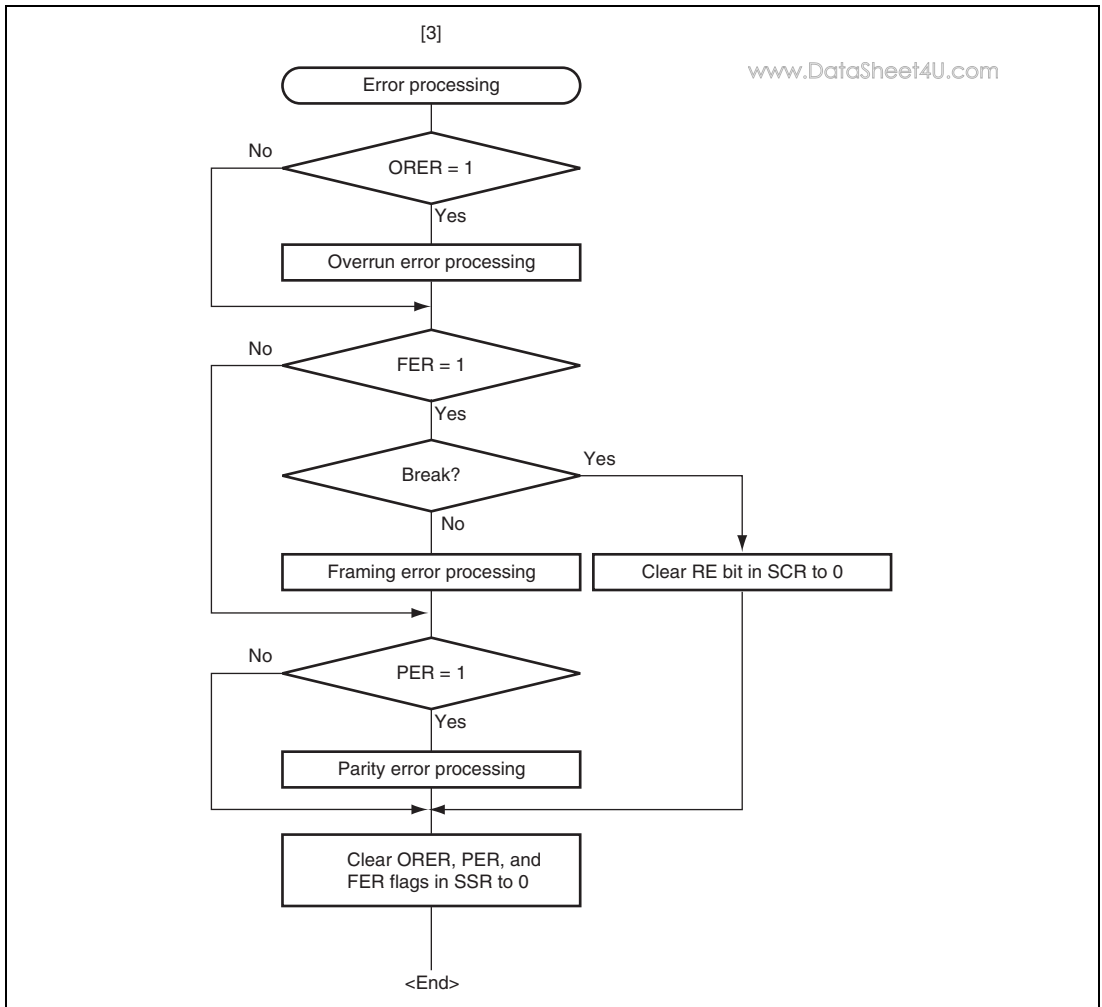 [3]
www.DataSheet4U.com
Error processing
No
ORER = 1
Yes
Overrun error processing
No
FER = 1
Yes
Break?
Yes
No
Framing error processing
Clear RE bit in SCR to 0
No
PER = 1
Yes
Parity error processing
Clear ORER, PER, and
FER flags in SSR to 0
<End>